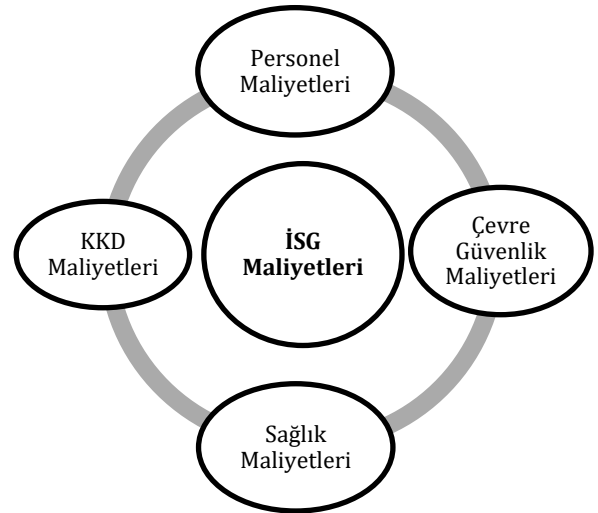 Personel
Maliyetleri
KKD
Maliyetleri
İSG
Maliyetleri
Çevre
Güvenlik
Maliyetleri
Sağlık
Maliyetleri